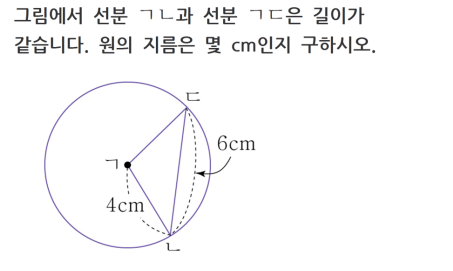 그림에서 선분 ㄱㄴ과 선분 ㄱㄷ은 길이가
같습니다. 원의 지름은 몇 cm인지 구하시오.
ㄷ
6cm
ㄱ
4cm
ㄴ